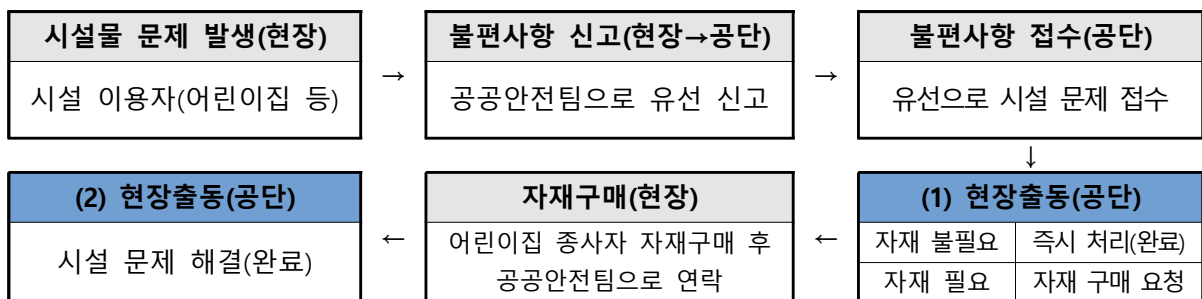 시설물 문제 발생(현장)
시설 이용자(어린이집 등)
→
불편사항 신고(현장→공단)
공공안전팀으로 유선 신고
→
불편사항 접수(공단)
유선으로 시설 문제 접수
↓
(1) 현장출동(공단)
자재 불필요 즉시 처리(완료)
자재 필요 자재 구매 요청
←
자재구매(현장)
어린이집 종사자 자재구매 후
공공안전팀으로 연락
←
(2) 현장출동(공단)
시설 문제 해결(완료)